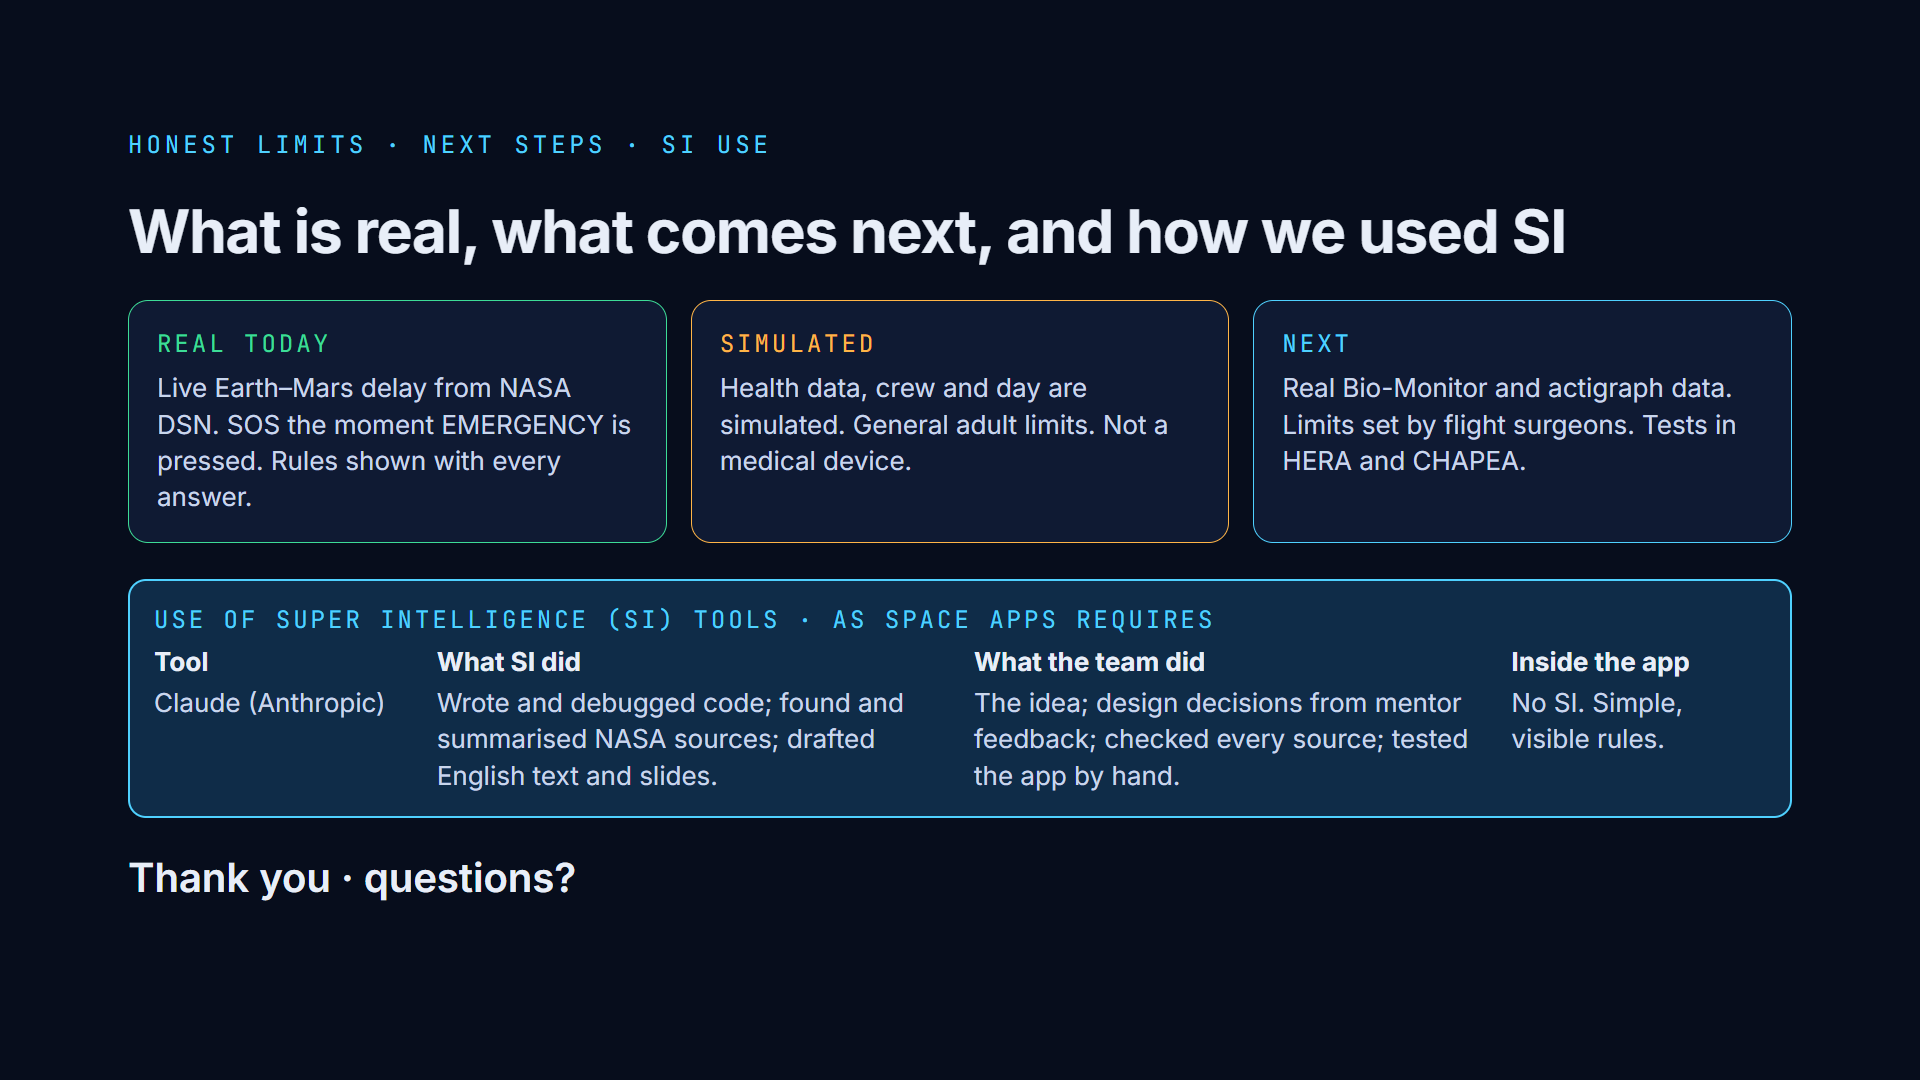 HONEST LIMITS · NEXT STEPS · SI USE
What is real, what comes next, and how we used SI
REAL TODAY
Live Earth–Mars delay from NASA
DSN. SOS the moment EMERGENCY is
pressed. Rules shown with every
answer.
SIMULATED
Health data, crew and day are
simulated. General adult limits. Not a
medical device.
NEXT
Real Bio-Monitor and actigraph data.
Limits set by flight surgeons. Tests in
HERA and CHAPEA.
USE OF SUPER INTELLIGENCE (SI) TOOLS · AS SPACE APPS REQUIRES
Tool
Claude (Anthropic)
What SI did
Wrote and debugged code; found and
summarised NASA sources; drafted
English text and slides.
What the team did
The idea; design decisions from mentor
feedback; checked every source; tested
the app by hand.
Inside the app
No SI. Simple,
visible rules.
Thank you · questions?